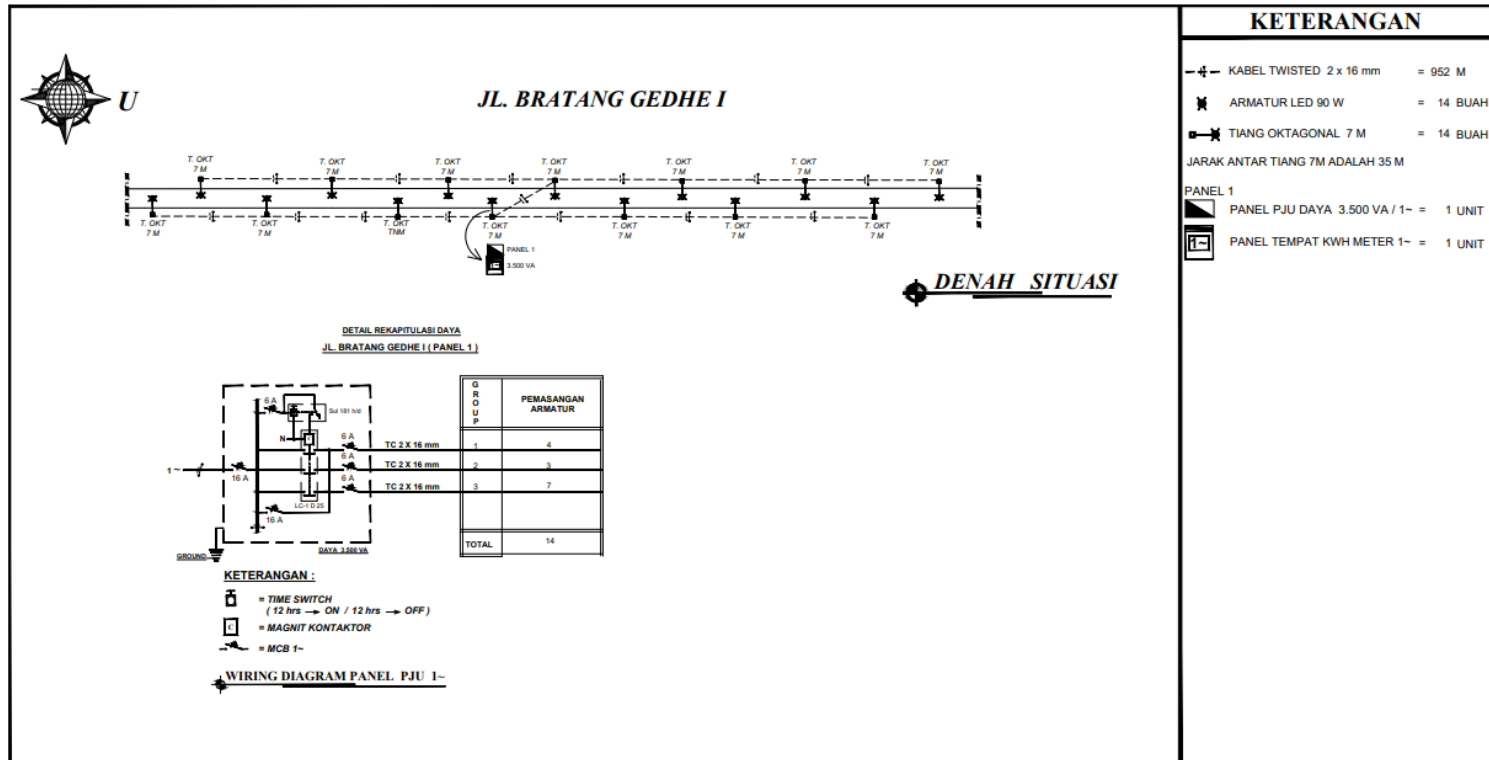 KETERANGAN
KABEL TWISTED 2 x 16 mm = 952 M
ARMATUR LED 90 W = 14 BUAH
TIANG OKTAGONAL 7 M = 14 BUAH
JARAK ANTAR TIANG 7M ADALAH 35 M
PANEL 1
PANEL PJU DAYA 3.500 VA / 1~ = 1 UNIT
1~ PANEL TEMPAT KWH METER 1~ = 1 UNIT
U
JL. BRATANG GEDHE I
T. OKT
7 M
T. OKT
7 M
T. OKT
7 M
T. OKT
7 M
T. OKT
7 M
T. OKT
7 M
T. OKT
7 M
T. OKT
7 M
T. OKT
7 M
T. OKT
TNM
T. OKT
7 M
T. OKT
7 M
T. OKT
7 M
T. OKT
7 M
PANEL 1
3.500 VA
DENAH SITUASI
DETAIL REKAPITULASI DAYA
JL. BRATANG GEDHE I ( PANEL 1 )
6 A
Sul 181 h/d
N
C
6 A
6 A
6 A
1~
16 A
16 A
LC-1 D 25
TC 2 X 16 mm
TC 2 X 16 mm
TC 2 X 16 mm
GROUND
DAYA 3.500 VA
GROUP PEMASANGAN
ARMATUR
1 4
2 3
3 7
TOTAL 14
KETERANGAN :
= TIME SWITCH
( 12 hrs → ON / 12 hrs → OFF )
C = MAGNIT KONTAKTOR
= MCB 1~
WIRING DIAGRAM PANEL PJU 1~